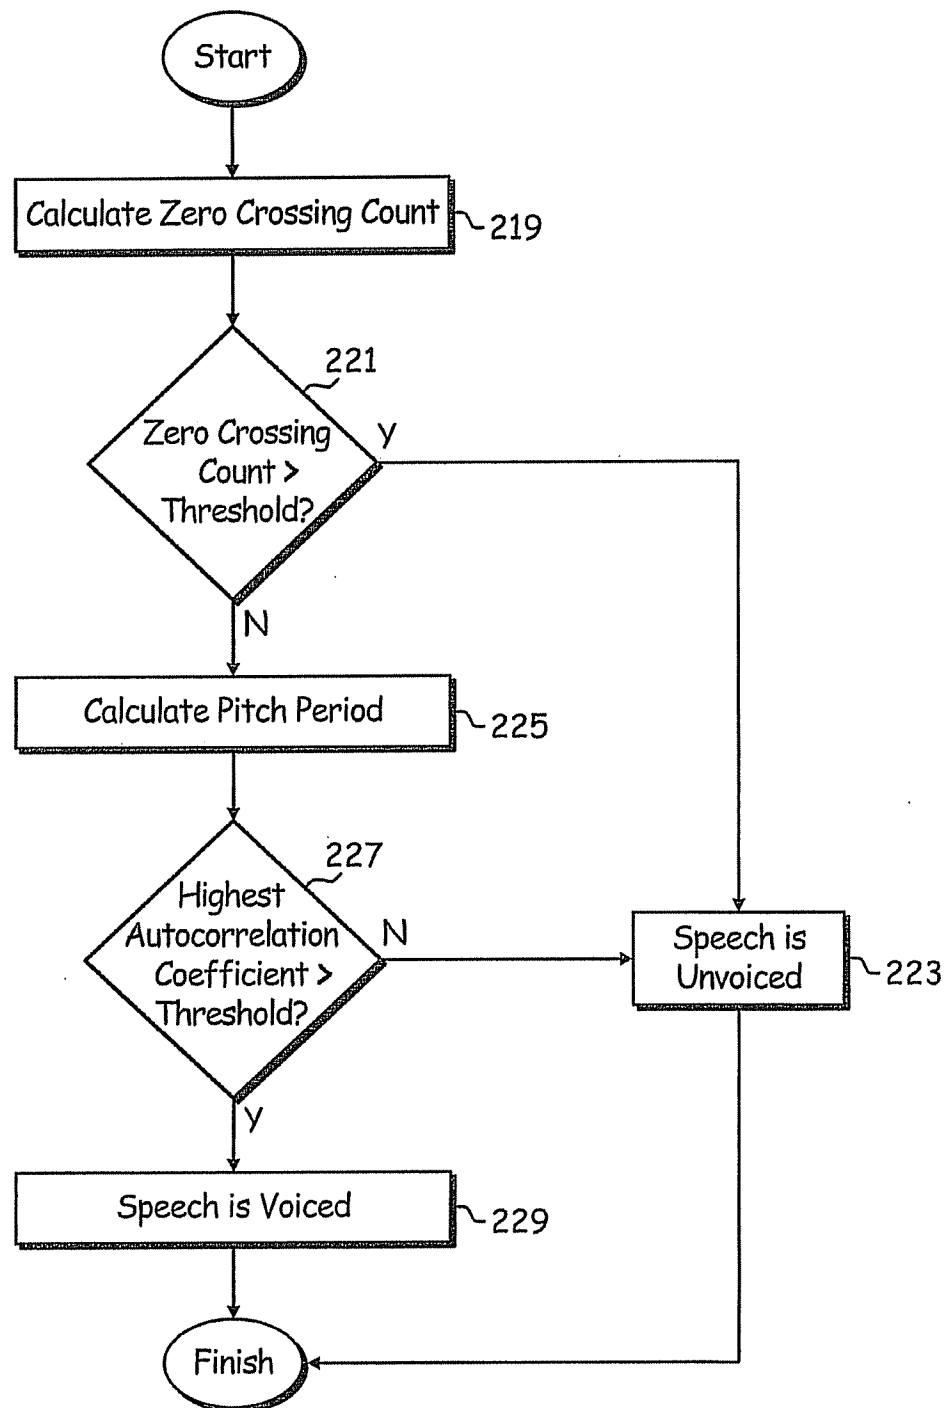 Start
Calculate Zero Crossing Count
219
221
Zero Crossing
Count >
Threshold?
Y
N
Calculate Pitch Period
225
227
Highest
Autocorrelation
Coefficient >
Threshold?
N
Speech is
Unvoiced
223
Y
Speech is Voiced
229
Finish